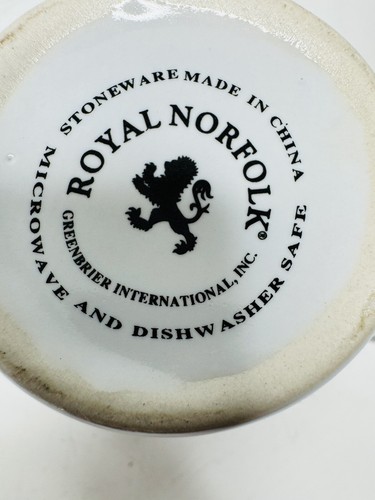 STONEWARE MADE IN CHINA
ROYAL NORFOLK®
GREENBRIER INTERNATIONAL, INC.
MICROWAVE AND DISHWASHER SAFE